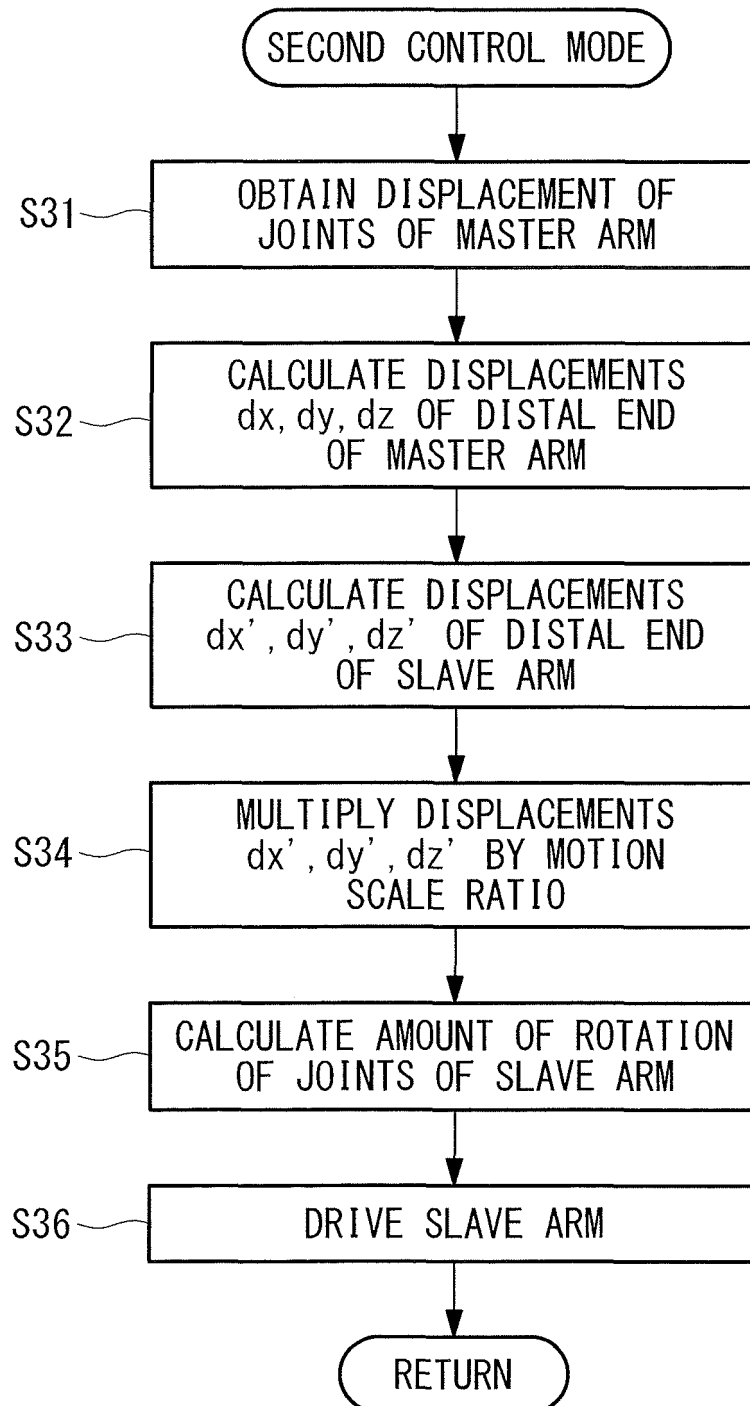 SECOND CONTROL MODE
S31
OBTAIN DISPLACEMENT OF
JOINTS OF MASTER ARM
S32
CALCULATE DISPLACEMENTS
dx, dy, dz OF DISTAL END
OF MASTER ARM
S33
CALCULATE DISPLACEMENTS
dx', dy', dz' OF DISTAL END
OF SLAVE ARM
S34
MULTIPLY DISPLACEMENTS
dx', dy', dz' BY MOTION
SCALE RATIO
S35
CALCULATE AMOUNT OF ROTATION
OF JOINTS OF SLAVE ARM
S36
DRIVE SLAVE ARM
RETURN